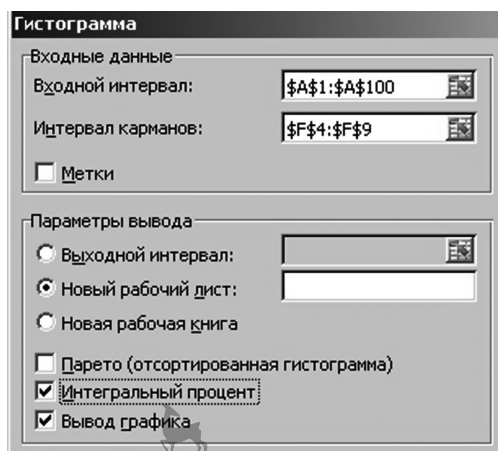 Гистограмма
Входные данные
Входной интервал: $A$1:$A$100
Интервал карманов: $F$4:$F$9
Метки
Параметры вывода
Выходной интервал:
Новый рабочий лист:
Новая рабочая книга
Парето (отсортированная гистограмма)
Интегральный процент
Вывод графика